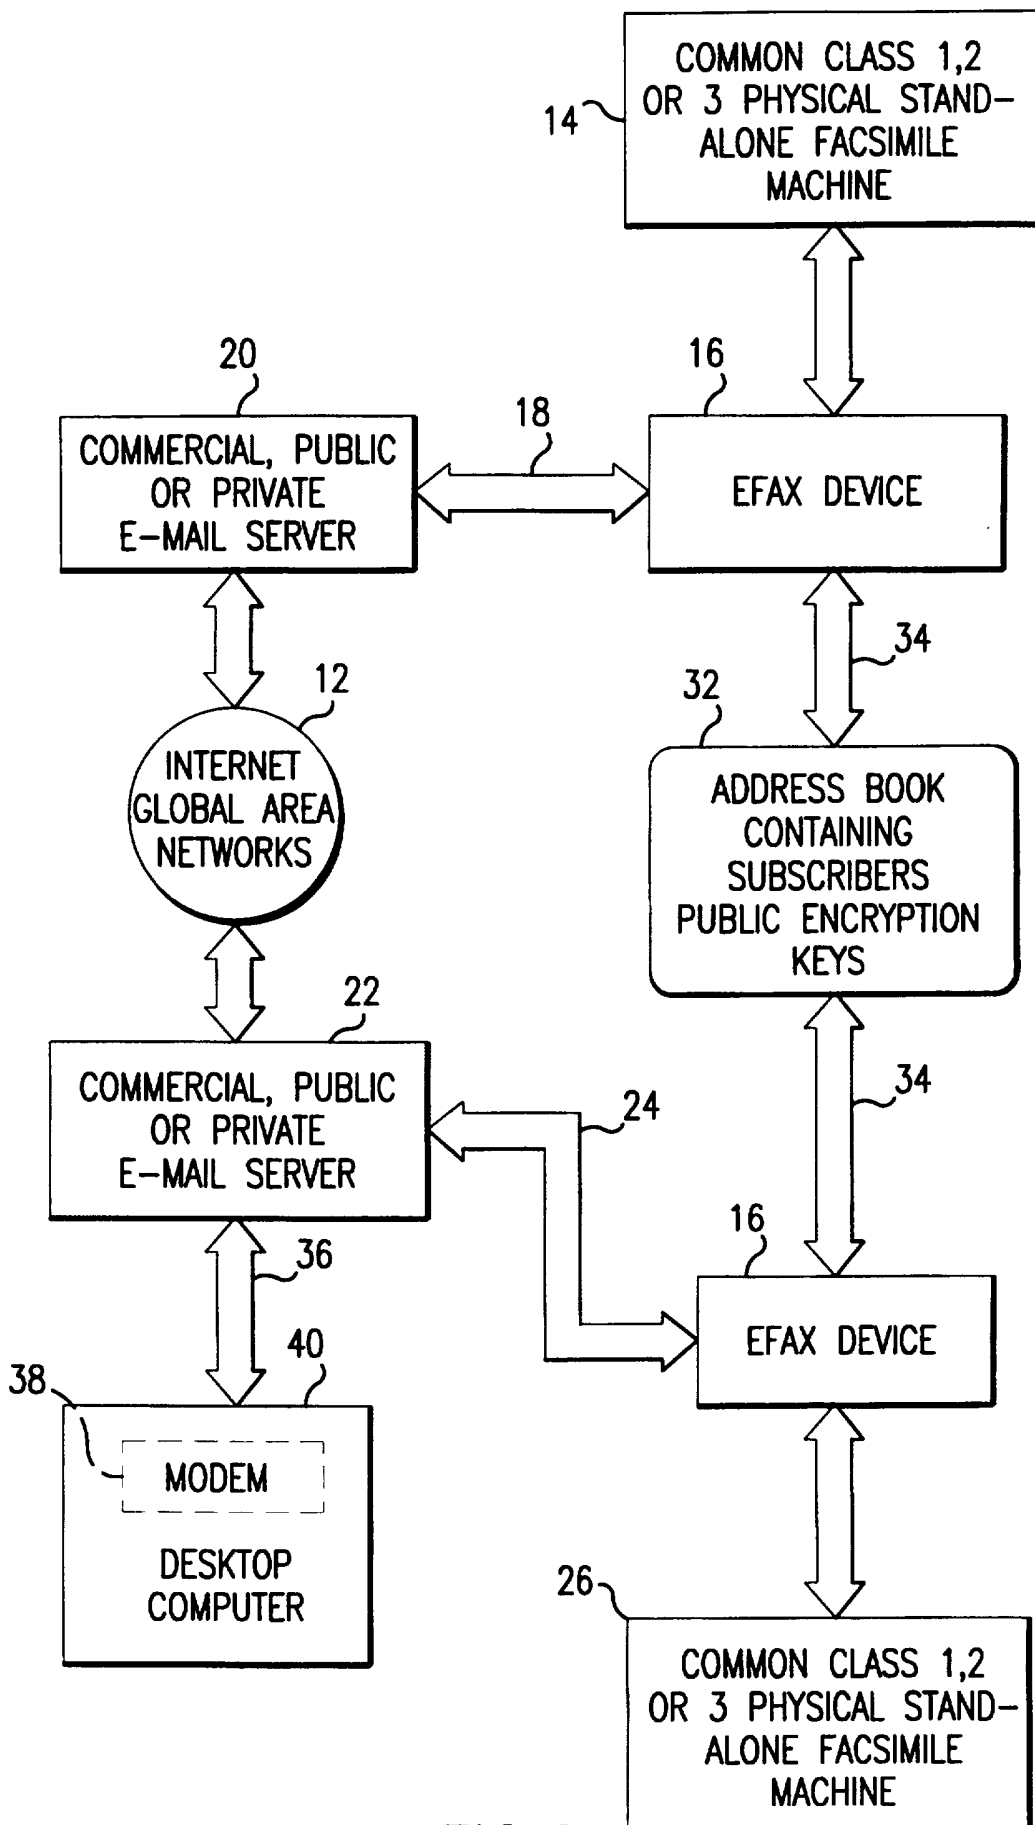 COMMON CLASS 1,2
OR 3 PHYSICAL STAND-
ALONE FACSIMILE
MACHINE
14
20
16
18
COMMERCIAL, PUBLIC
OR PRIVATE
E-MAIL SERVER
EFAX DEVICE
34
12
32
INTERNET
GLOBAL AREA
NETWORKS
ADDRESS BOOK
CONTAINING
SUBSCRIBERS
PUBLIC ENCRYPTION
KEYS
22
COMMERCIAL, PUBLIC
OR PRIVATE
E-MAIL SERVER
24
34
16
36
EFAX DEVICE
38
40
MODEM
DESKTOP
COMPUTER
26
COMMON CLASS 1,2
OR 3 PHYSICAL STAND-
ALONE FACSIMILE
MACHINE